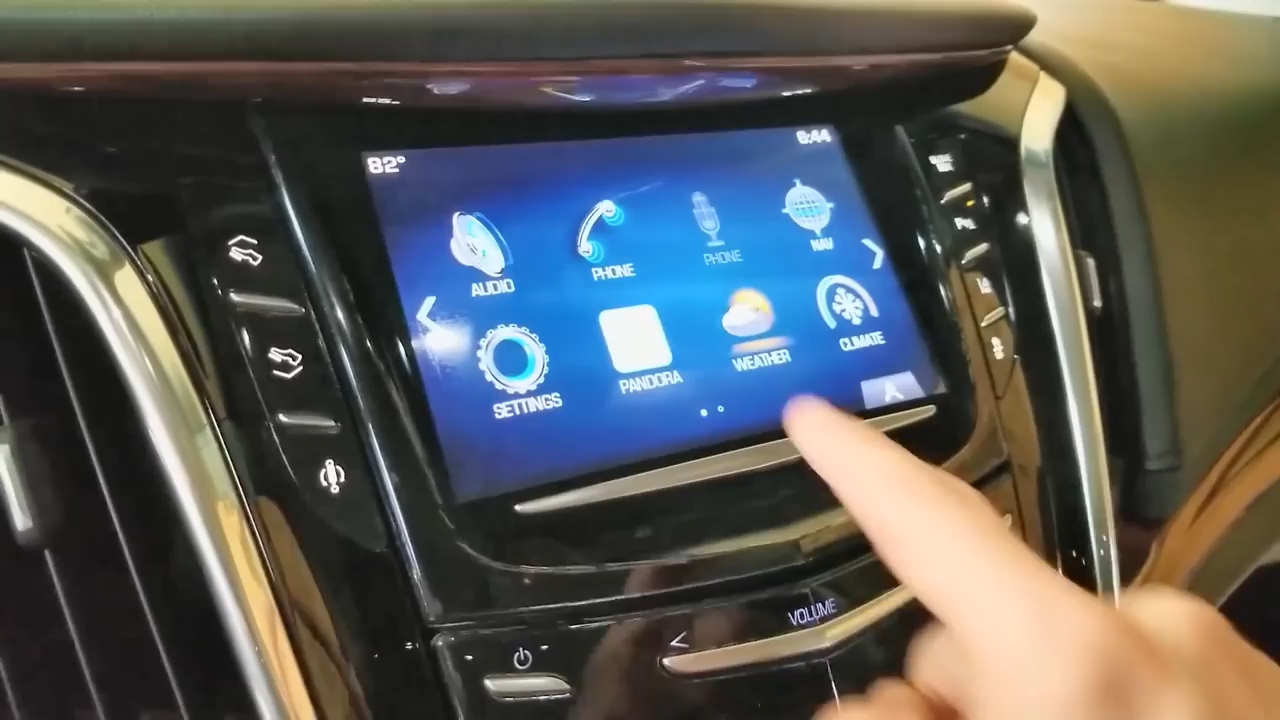 82° 6:44
AUDIO PHONE PHONE NAV
SETTINGS PANDORA WEATHER CLIMATE
VOLUME